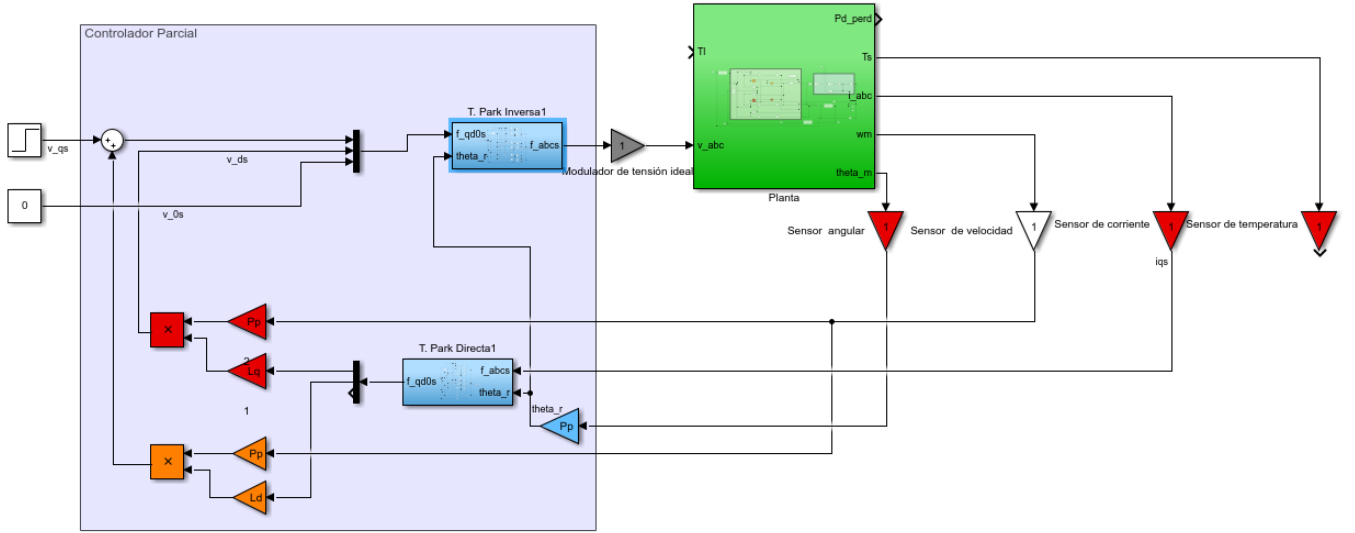 Controlador Parcial
Pd_perd
Tl
Ts
i_abc
wm
theta_m
v_abc
Planta
T. Park Inversa1
f_qd0s
theta_r
f_abcs
1
Modulador de tensión ideal
v_qs
v_ds
0
v_0s
Sensor angular
1
Sensor de velocidad
1
Sensor de corriente
1
Sensor de temperatura
1
iqs
×
Pp
2
Lq
T. Park Directa1
f_qd0s
f_abcs
theta_r
theta_r
Pp
1
×
Pp
Ld